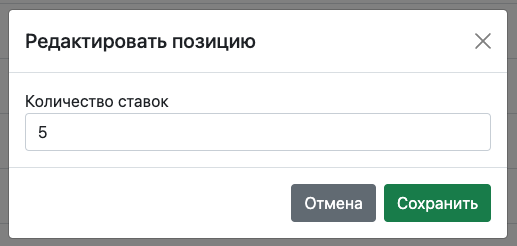 Редактировать позицию
Количество ставок
5
Отмена
Сохранить